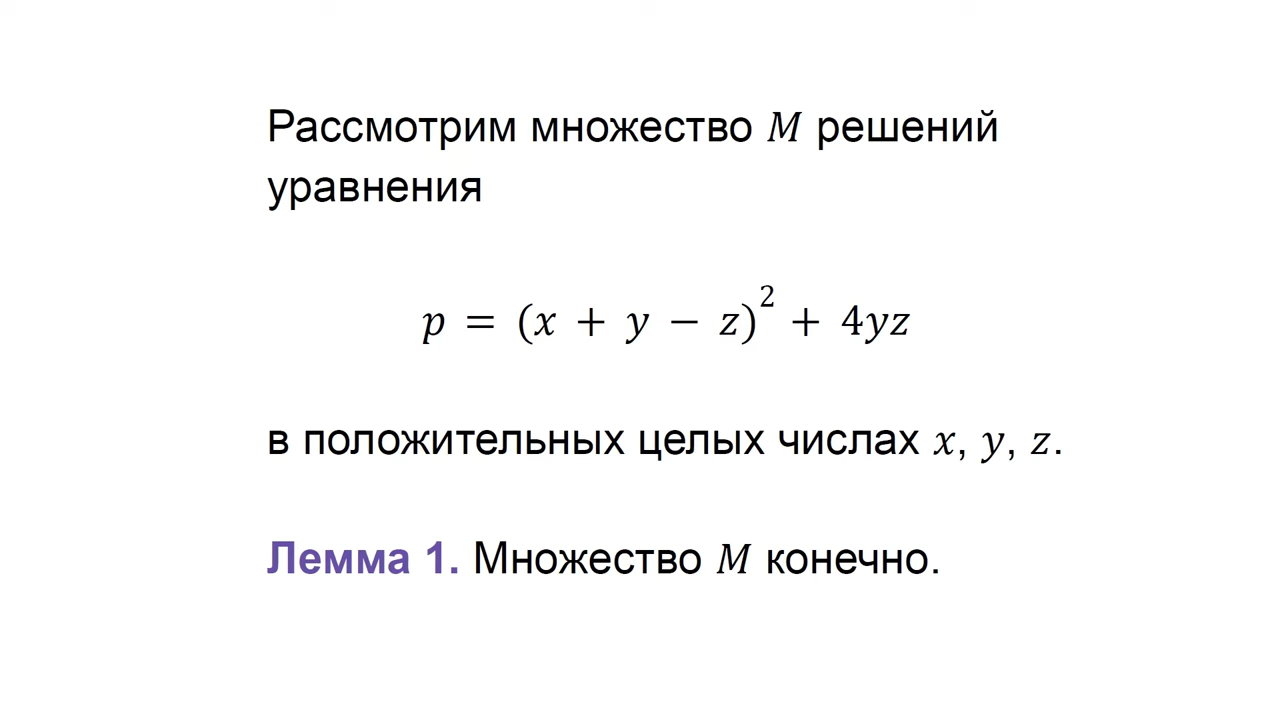 Рассмотрим множество M решений
уравнения
p = (x + y − z)² + 4yz
в положительных целых числах x, y, z.
Лемма 1. Множество M конечно.